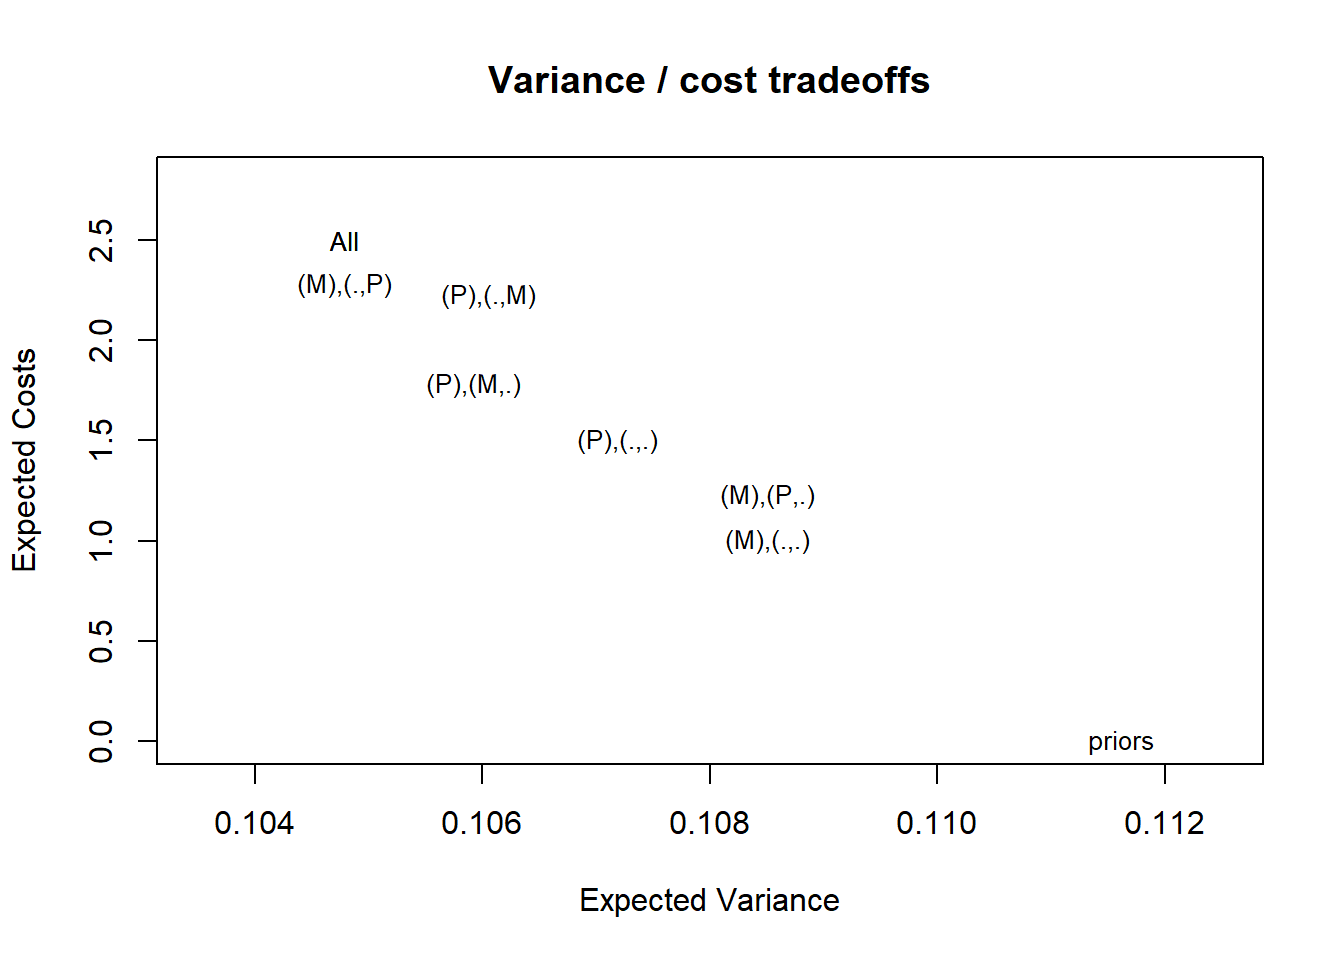 Variance / cost tradeoffs
Expected Costs
2.5
2.0
1.5
1.0
0.5
0.0
All
(M),(.,P)
(P),(.,M)
(P),(M,.)
(P),(.,.)
(M),(P,.)
(M),(.,.)
priors
0.104
0.106
0.108
0.110
0.112
Expected Variance